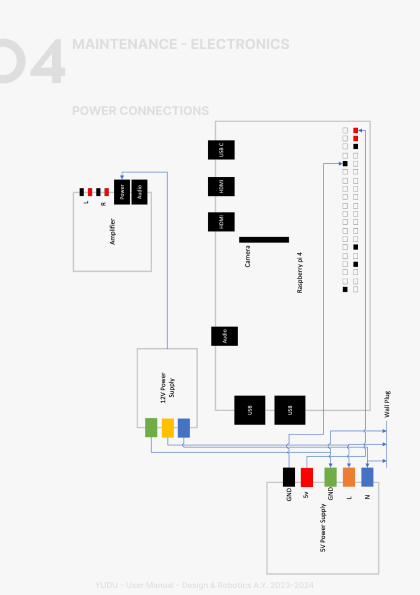 04
MAINTENANCE - ELECTRONICS
POWER CONNECTIONS
USB C
HDMI
HDMI
Power
Audio
L
R
Amplifier
Camera
Raspberry pi 4
Audio
12V Power
Supply
USB
USB
Wall Plug
GND
5v
GND
L
N
5V Power Supply
YUDU - User Manual - Design & Robotics A.Y. 2023-2024